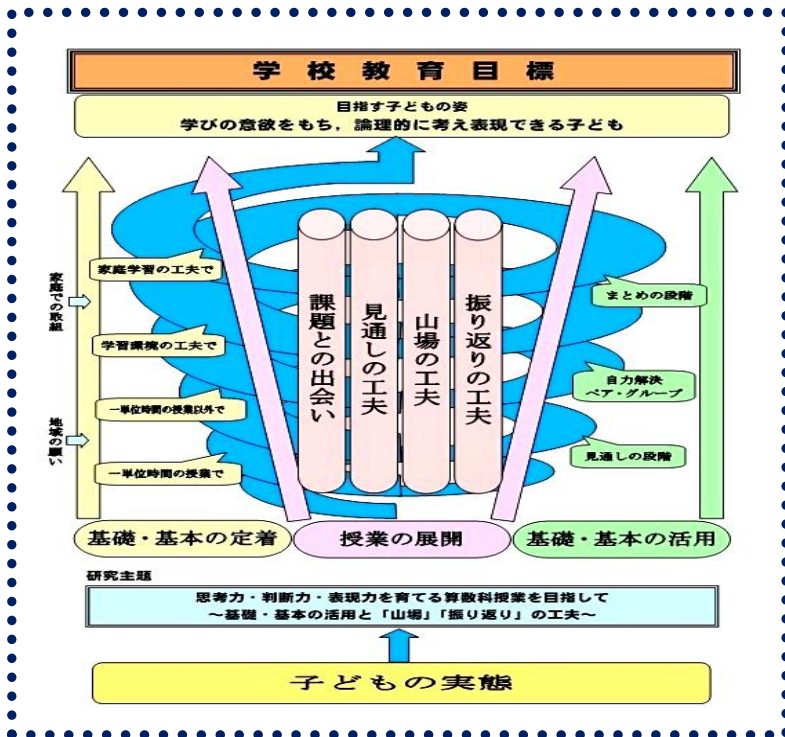 学校教育目標
目指す子どもの姿
学びの意欲をもち，論理的に考え表現できる子ども
家庭での取組
地域の願い
家庭学習の工夫で
学習環境の工夫で
一単位時間の授業以外で
一単位時間の授業で
課題との出会い
見通しの工夫
山場の工夫
振り返りの工夫
まとめの段階
自力解決
ペア・グループ
見通しの段階
基礎・基本の定着
授業の展開
基礎・基本の活用
研究主題
思考力・判断力・表現力を育てる算数科授業を目指して
～基礎・基本の活用と「山場」「振り返り」の工夫～
子どもの実態